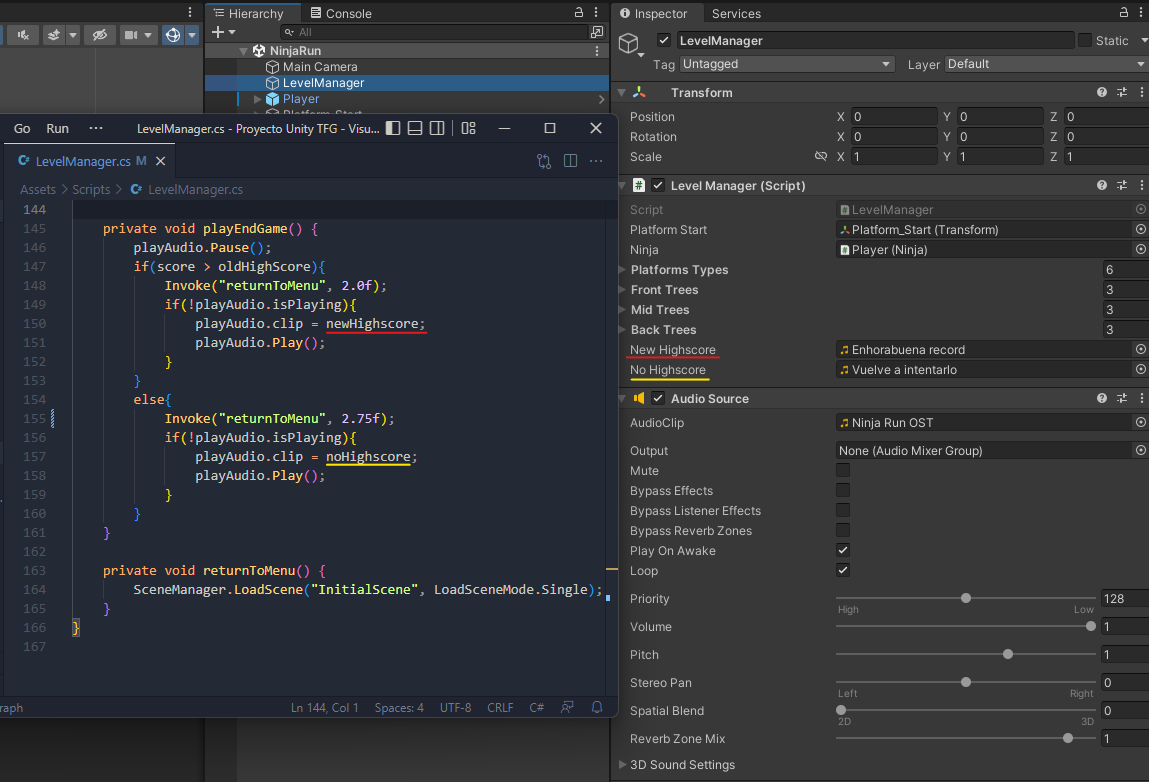 Hierarchy
Console
All
NinjaRun
Main Camera
LevelManager
Player
Platform_Start
Go Run ··· LevelManager.cs - Proyecto Unity TFG - Visu...
LevelManager.cs M
Assets > Scripts > LevelManager.cs
144
145 private void playEndGame() {
146 playAudio.Pause();
147 if(score > oldHighScore){
148 Invoke("returnToMenu", 2.0f);
149 if(!playAudio.isPlaying){
150 playAudio.clip = newHighscore;
151 playAudio.Play();
152 }
153 }
154 else{
155 Invoke("returnToMenu", 2.75f);
156 if(!playAudio.isPlaying){
157 playAudio.clip = noHighscore;
158 playAudio.Play();
159 }
160 }
161 }
162
163 private void returnToMenu() {
164 SceneManager.LoadScene("InitialScene", LoadSceneMode.Single);
165 }
166 }
167
raph Ln 144, Col 1 Spaces: 4 UTF-8 CRLF C#
Inspector Services
LevelManager Static
Tag Untagged Layer Default
Transform
Position X 0 Y 0 Z 0
Rotation X 0 Y 0 Z 0
Scale X 1 Y 1 Z 1
Level Manager (Script)
Script LevelManager
Platform Start Platform_Start (Transform)
Ninja Player (Ninja)
Platforms Types 6
Front Trees 3
Mid Trees 3
Back Trees 3
New Highscore Enhorabuena record
No Highscore Vuelve a intentarlo
Audio Source
AudioClip Ninja Run OST
Output None (Audio Mixer Group)
Mute
Bypass Effects
Bypass Listener Effects
Bypass Reverb Zones
Play On Awake
Loop
Priority 128
High Low
Volume 1
Pitch 1
Stereo Pan 0
Left Right
Spatial Blend 0
2D 3D
Reverb Zone Mix 1
3D Sound Settings